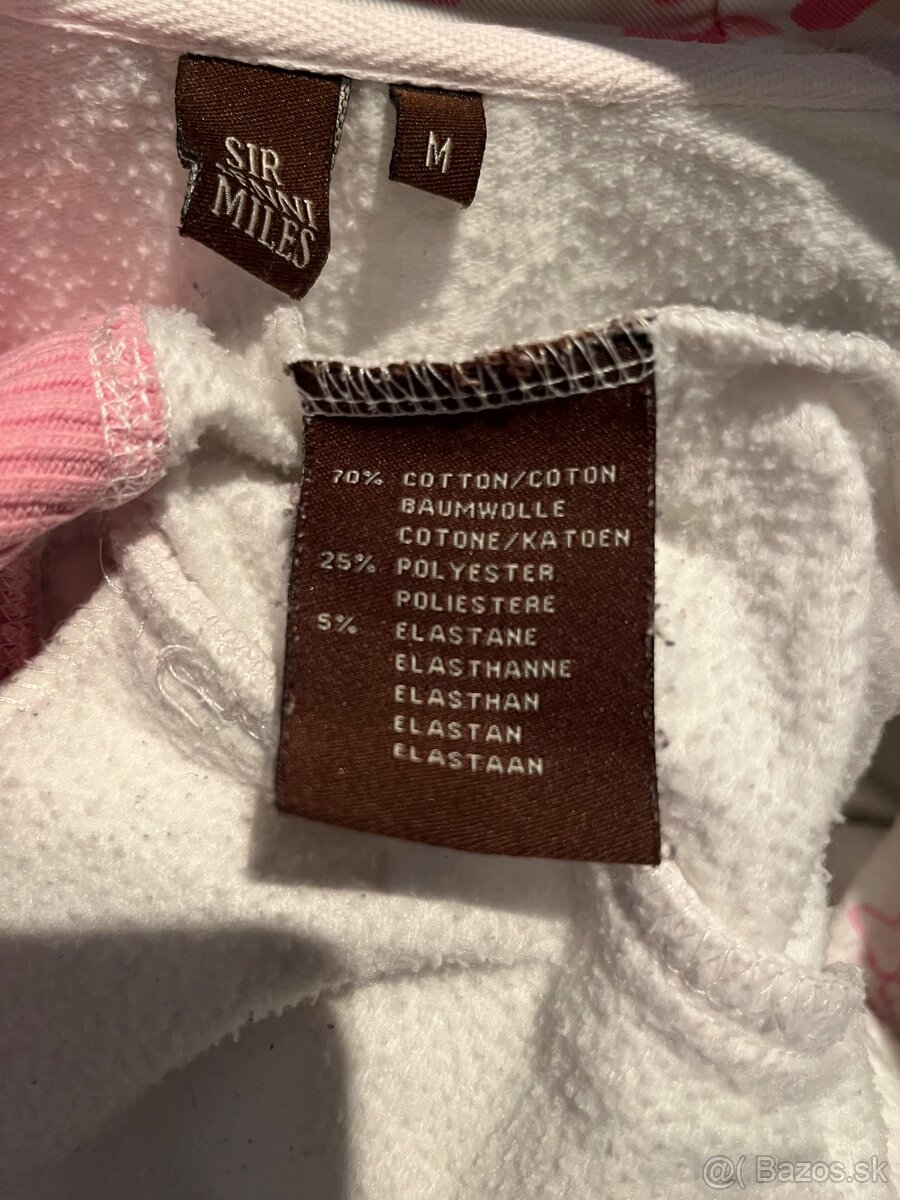 SIR
MILES
M
70% COTTON/COTON
BAUMWOLLE
COTONE/KATOEN
25% POLYESTER
POLIESTERE
5% ELASTANE
ELASTHANNE
ELASTHAN
ELASTAN
ELASTAAN
@( Bazos.sk